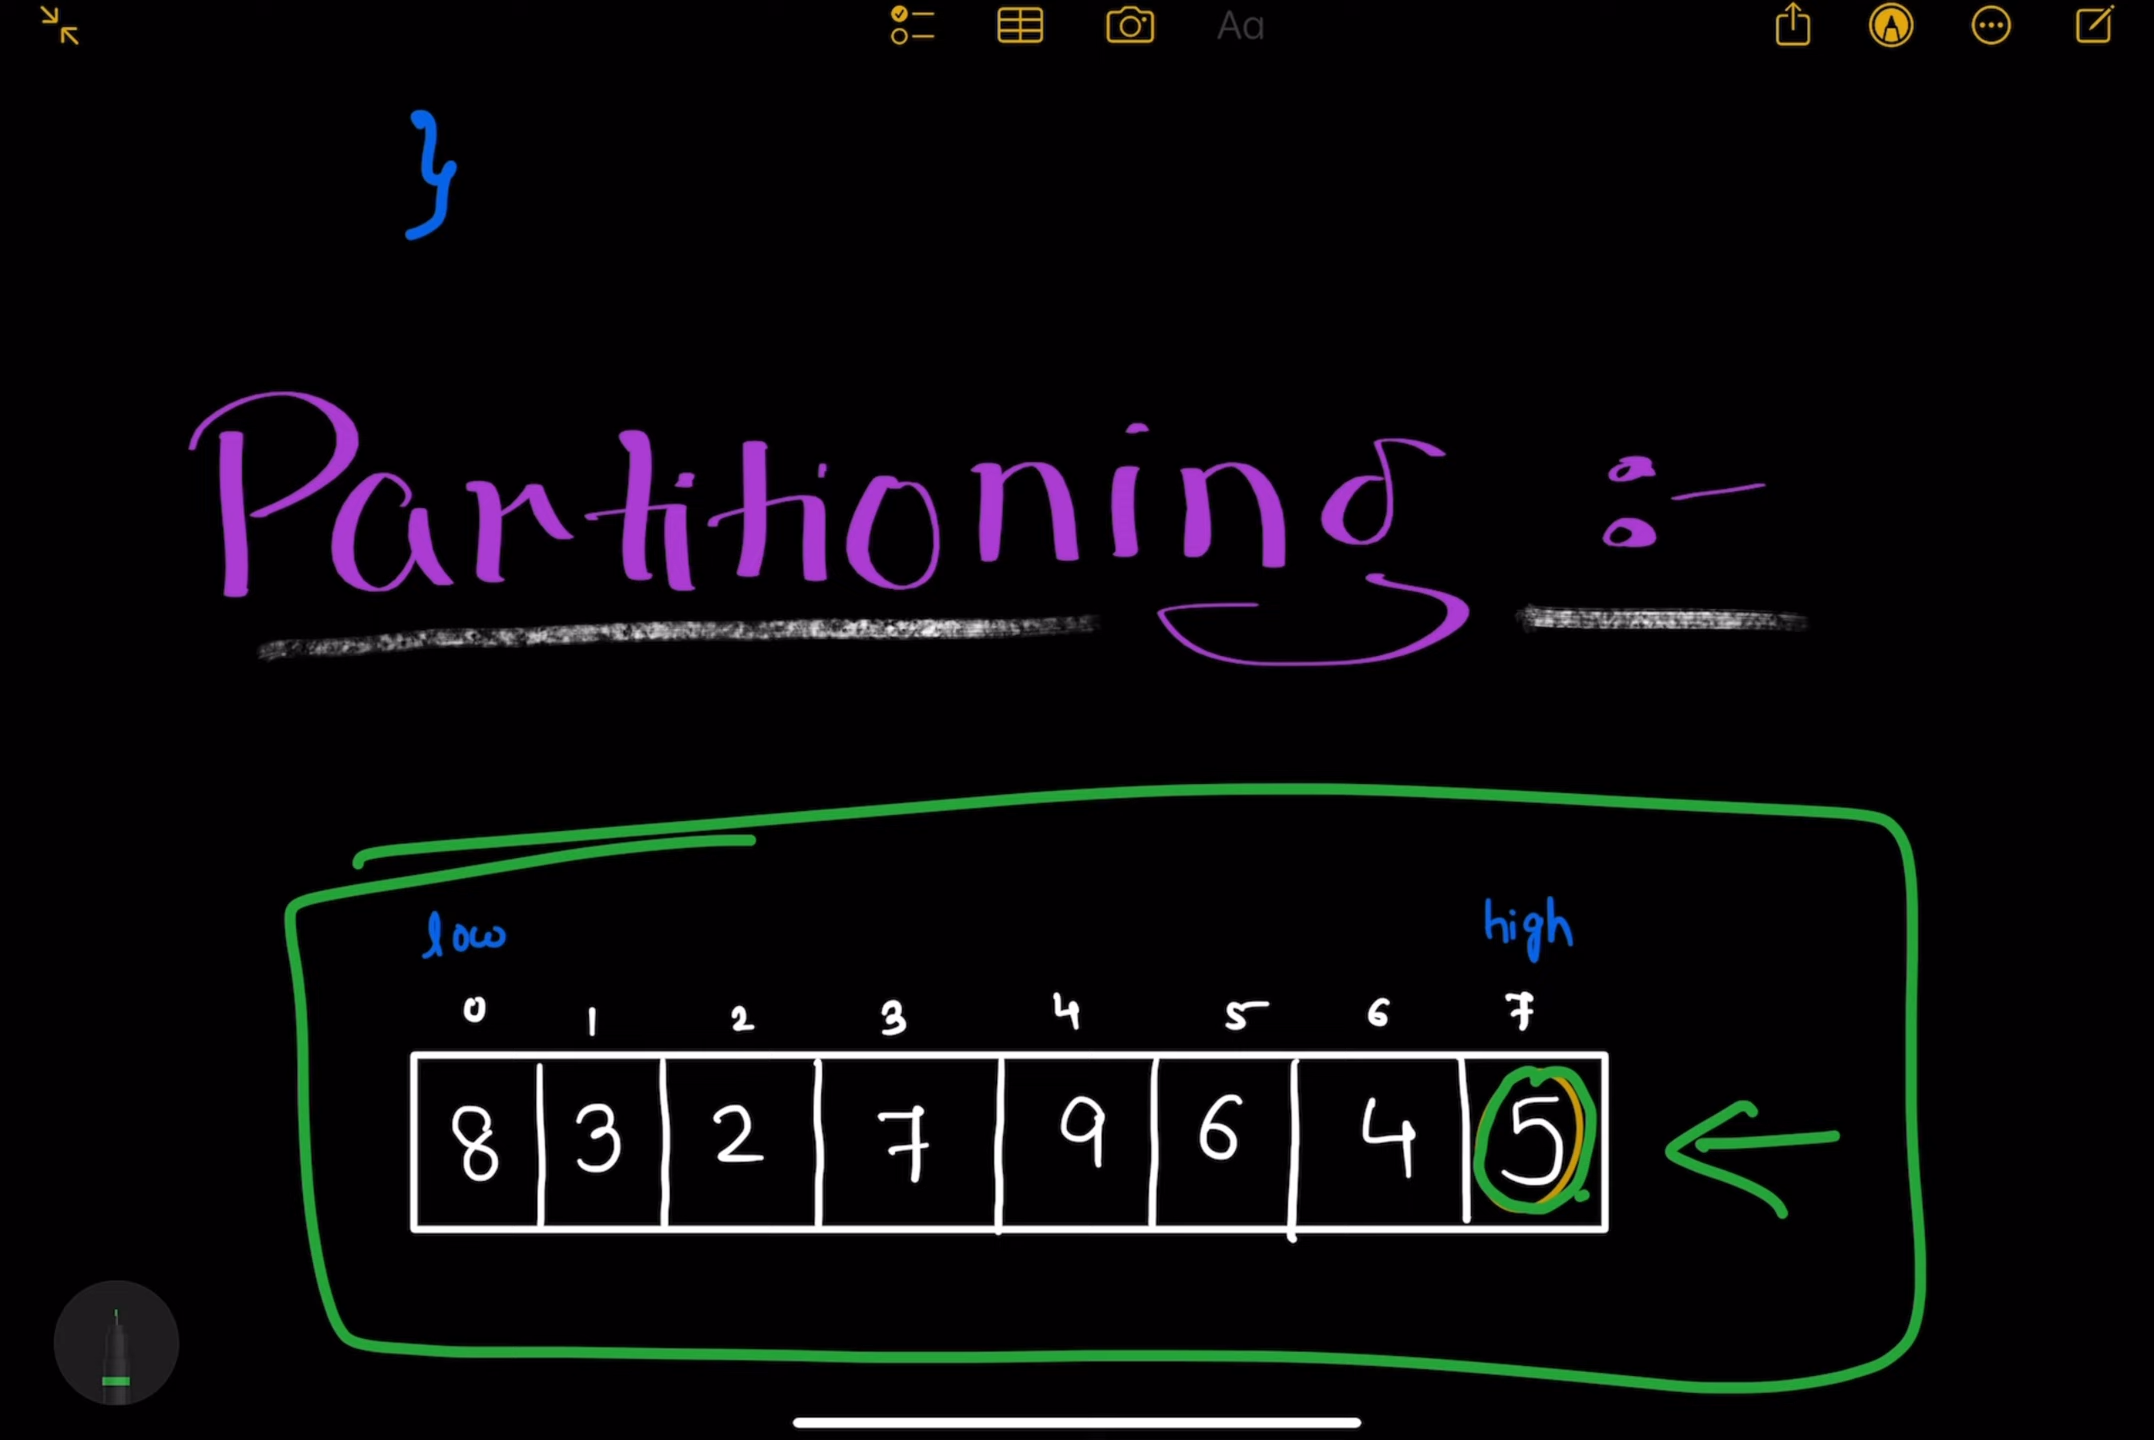 Aa
}
Partitioning :-
low high
0 1 2 3 4 5 6 7
8 3 2 7 9 6 4 5